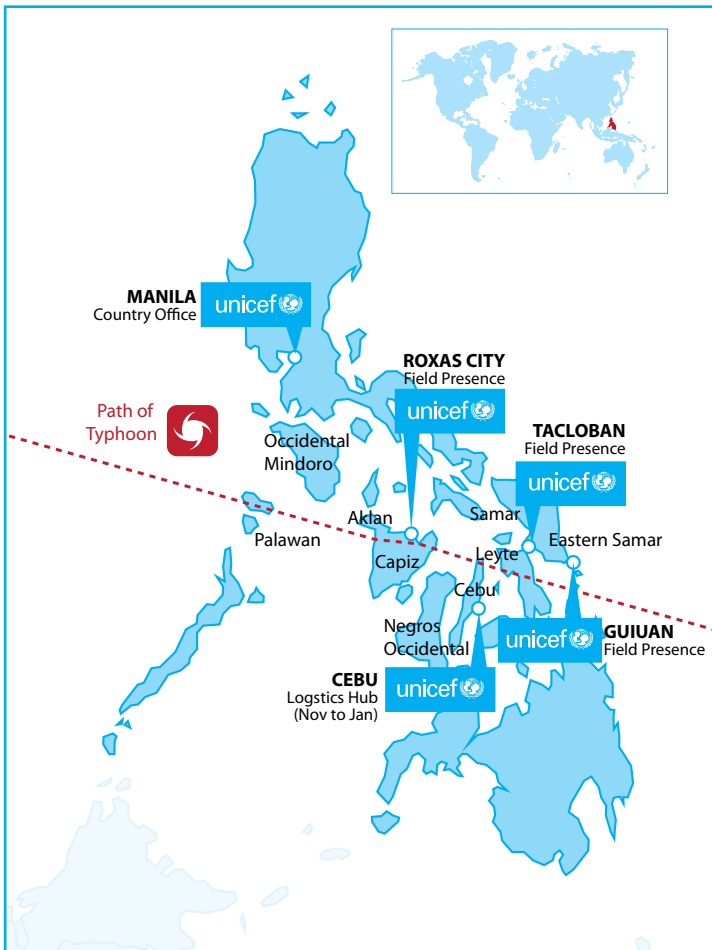 MANILA
Country Office
unicef
ROXAS CITY
Field Presence
unicef
Path of
Typhoon
TACLOBAN
Field Presence
unicef
Occidental
Mindoro
Aklan
Samar
Palawan
Capiz
Leyte
Eastern Samar
Cebu
Negros
Occidental
unicef
GUIUAN
Field Presence
CEBU
Logstics Hub
(Nov to Jan)
unicef